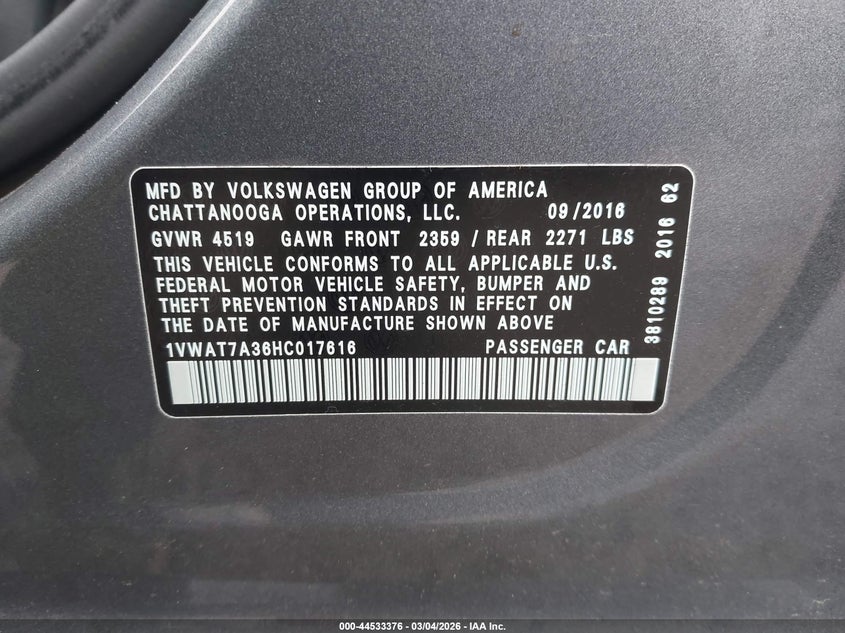 MFD BY VOLKSWAGEN GROUP OF AMERICA
CHATTANOOGA OPERATIONS, LLC. 09/2016
GVWR 4519 GAWR FRONT 2359 / REAR 2271 LBS
THIS VEHICLE CONFORMS TO ALL APPLICABLE U.S.
FEDERAL MOTOR VEHICLE SAFETY, BUMPER AND
THEFT PREVENTION STANDARDS IN EFFECT ON
THE DATE OF MANUFACTURE SHOWN ABOVE
1VWAT7A36HC017616 PASSENGER CAR
3810289 2016 62
000-44533376 - 03/04/2026 - IAA Inc.